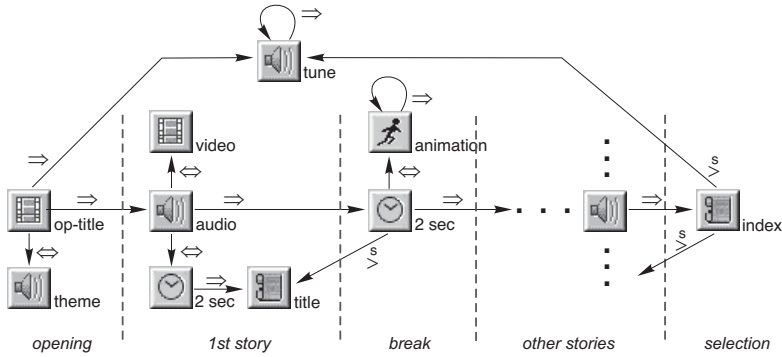 ⇒
tune
⇒
video
⇔
⇒
animation
⇔
s
>
op-title
⇒
audio
⇒
2 sec
⇒
⇒
index
⇔
⇔
s
>
s
>
theme
2 sec
⇒
title
opening
1st story
break
other stories
selection